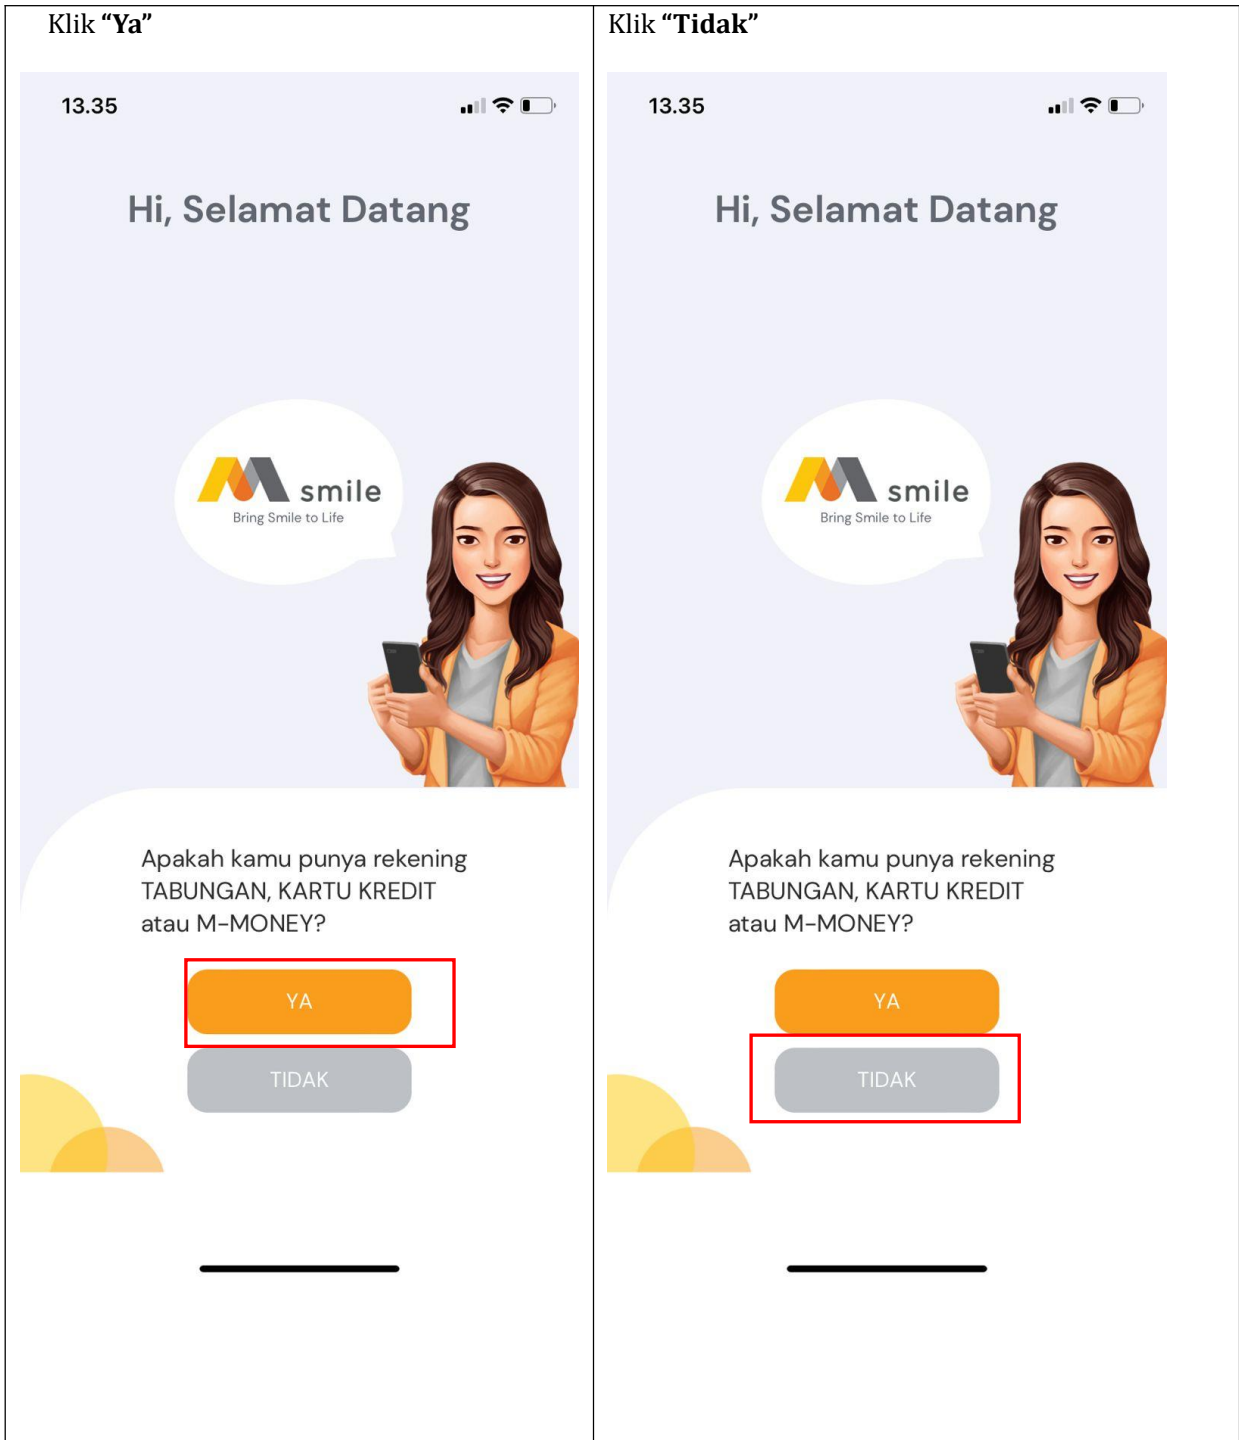 Klik “Ya”
13.35
Hi, Selamat Datang
smile
Bring Smile to Life
Apakah kamu punya rekening
TABUNGAN, KARTU KREDIT
atau M-MONEY?
YA
TIDAK
Klik “Tidak”
13.35
Hi, Selamat Datang
smile
Bring Smile to Life
Apakah kamu punya rekening
TABUNGAN, KARTU KREDIT
atau M-MONEY?
YA
TIDAK